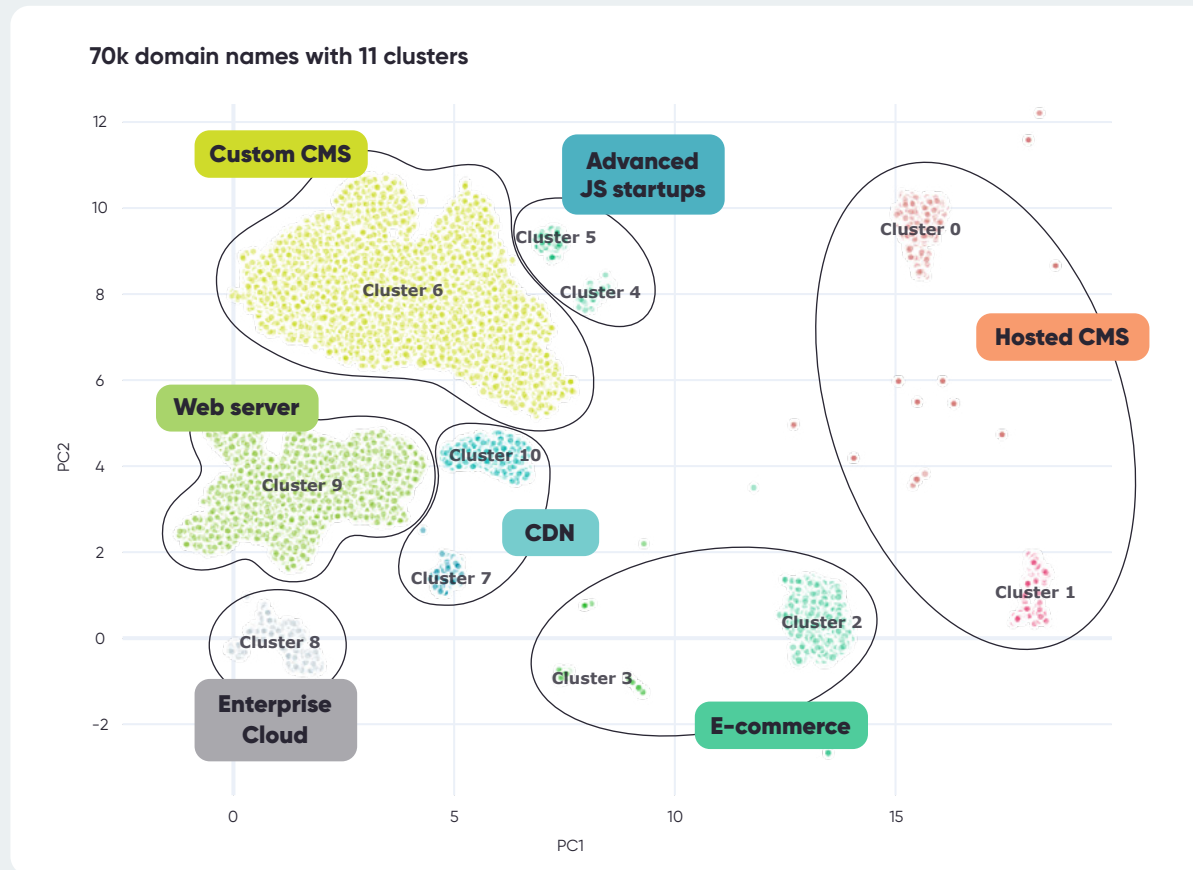 70k domain names with 11 clusters
12
10
8
6
4
2
0
-2
PC2
Custom CMS
Advanced
JS startups
Cluster 5
Cluster 0
Cluster 6
Cluster 4
Hosted CMS
Web server
Cluster 10
Cluster 9
CDN
Cluster 7
Cluster 1
Cluster 2
Cluster 8
Cluster 3
Enterprise
Cloud
E-commerce
0
5
10
15
PC1